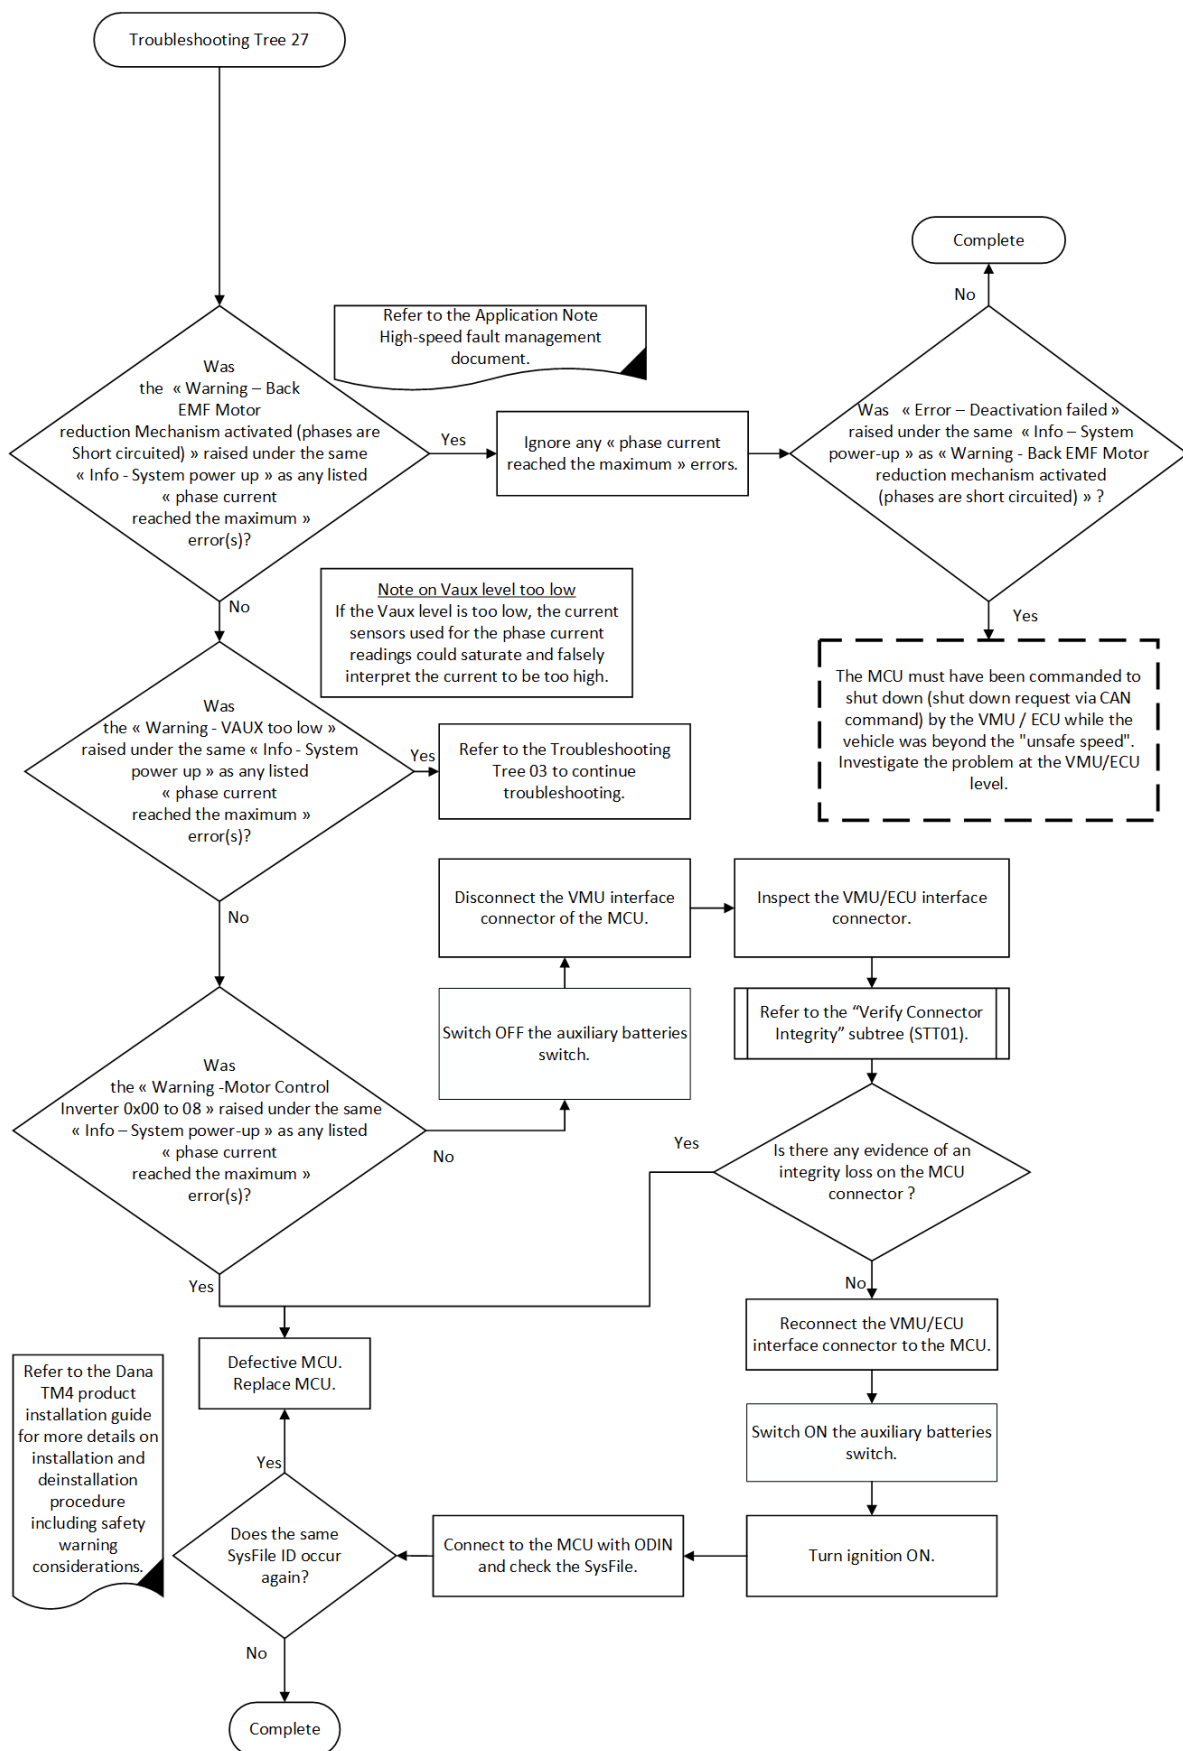 Troubleshooting Tree 27
Complete
No
Refer to the Application Note
High-speed fault management
document.
Was
the « Warning – Back
EMF Motor
reduction Mechanism activated (phases are
Short circuited) » raised under the same
« Info - System power up » as any listed
« phase current
reached the maximum »
error(s)?
Yes
Ignore any « phase current
reached the maximum » errors.
Was « Error – Deactivation failed »
raised under the same « Info – System
power-up » as « Warning - Back EMF Motor
reduction mechanism activated
(phases are short circuited) » ?
No
Yes
Note on Vaux level too low
If the Vaux level is too low, the current
sensors used for the phase current
readings could saturate and falsely
interpret the current to be too high.
The MCU must have been commanded to
shut down (shut down request via CAN
command) by the VMU / ECU while the
vehicle was beyond the "unsafe speed".
Investigate the problem at the VMU/ECU
level.
Was
the « Warning - VAUX too low »
raised under the same « Info - System
power up » as any listed
« phase current
reached the maximum »
error(s)?
Yes
Refer to the Troubleshooting
Tree 03 to continue
troubleshooting.
No
Disconnect the VMU interface
connector of the MCU.
Inspect the VMU/ECU interface
connector.
Switch OFF the auxiliary batteries
switch.
Refer to the “Verify Connector
Integrity” subtree (STT01).
Was
the « Warning -Motor Control
Inverter 0x00 to 08 » raised under the same
« Info – System power-up » as any listed
« phase current
reached the maximum »
error(s)?
No
Yes
Is there any evidence of an
integrity loss on the MCU
connector ?
Yes
No
Reconnect the VMU/ECU
interface connector to the MCU.
Defective MCU.
Replace MCU.
Refer to the Dana
TM4 product
installation guide
for more details on
installation and
deinstallation
procedure
including safety
warning
considerations.
Switch ON the auxiliary batteries
switch.
Yes
Does the same
SysFile ID occur
again?
Connect to the MCU with ODIN
and check the SysFile.
Turn ignition ON.
No
Complete